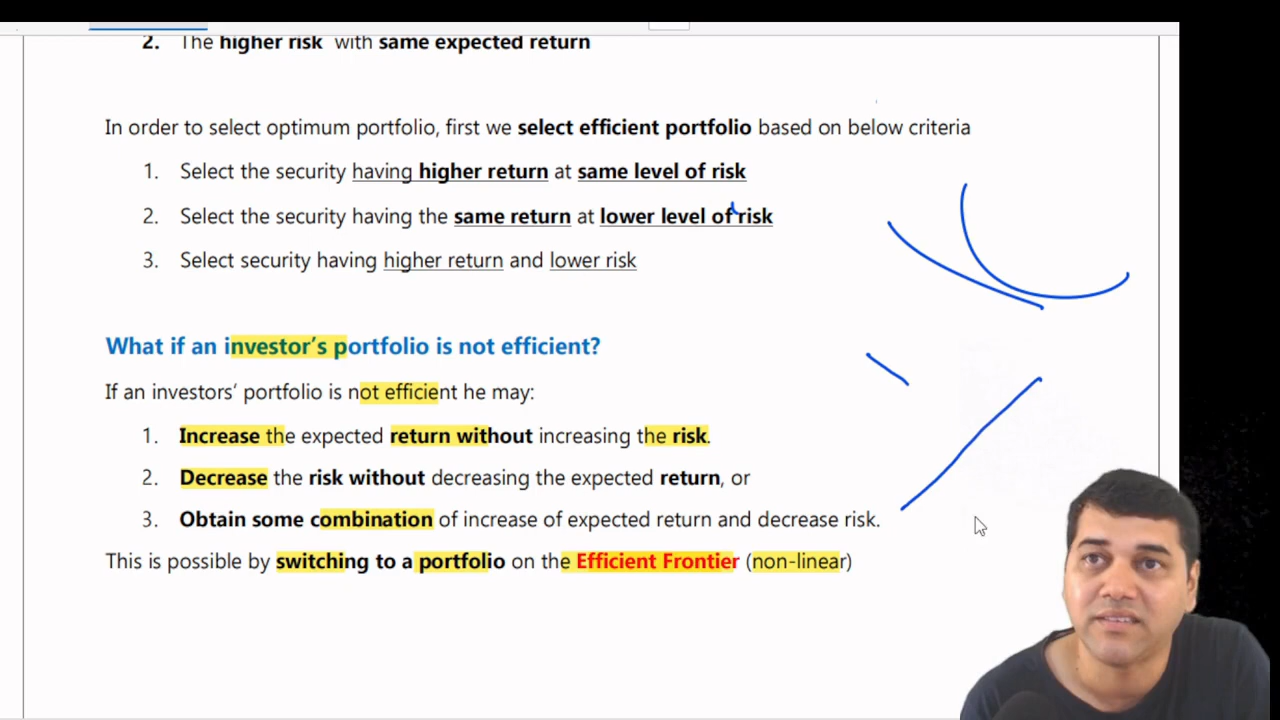 2. The higher risk with same expected return
In order to select optimum portfolio, first we select efficient portfolio based on below criteria
1. Select the security having higher return at same level of risk
2. Select the security having the same return at lower level of risk
3. Select security having higher return and lower risk
What if an investor’s portfolio is not efficient?
If an investors’ portfolio is not efficient he may:
1. Increase the expected return without increasing the risk.
2. Decrease the risk without decreasing the expected return, or
3. Obtain some combination of increase of expected return and decrease risk.
This is possible by switching to a portfolio on the Efficient Frontier (non-linear)